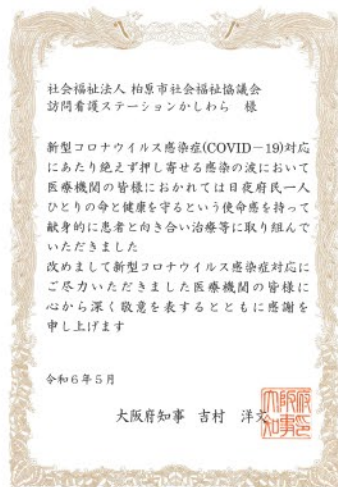 社会福祉法人 柏原市社会福祉協議会
訪問看護ステーションかしわら　様
新型コロナウイルス感染症(COVID－19)対応
にあたり絶えず押し寄せる感染の波において
医療機関の皆様におかれては日夜府民一人
ひとりの命と健康を守るという使命感を持って
献身的に患者と向き合い治療等に取り組んで
いただきました
改めまして新型コロナウイルス感染症対応に
ご尽力いただきました医療機関の皆様に
心から深く敬意を表するとともに感謝を
申し上げます
令和６年５月
大阪府知事　吉村　洋文
大阪府
知事印